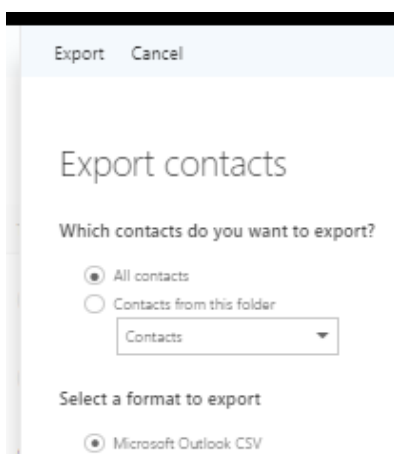 Export Cancel
Export contacts
Which contacts do you want to export?
All contacts
Contacts from this folder
Contacts
Select a format to export
Microsoft Outlook CSV